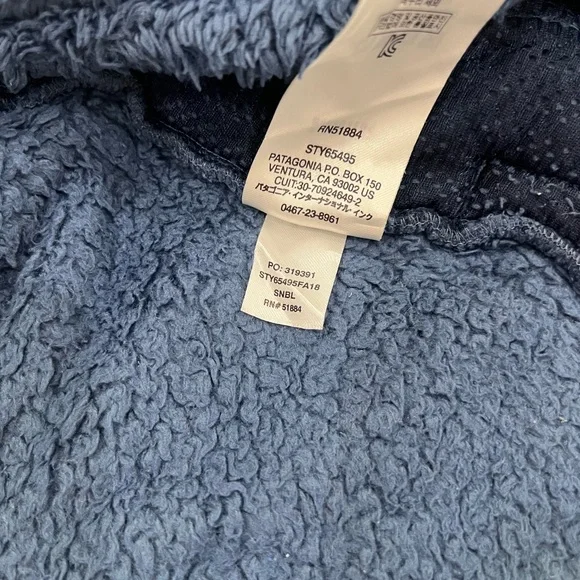 RN51884
STY65495
PATAGONIA P.O. BOX 150
VENTURA, CA 93002 US
CUIT:30-70924649-2
パタゴニア・インターナショナル・インク
0467-23-8961
PO: 319391
STY65495FA18
SNBL
RN# 51884